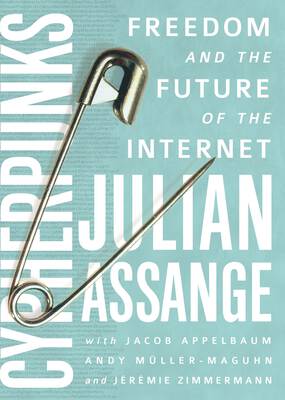 CYPHERPUNKS
FREEDOM
AND THE
FUTURE
OF THE
INTERNET
JULIAN
ASSANGE
with JACOB APPELBAUM
ANDY MÜLLER-MAGUHN
and JÉRÉMIE ZIMMERMANN